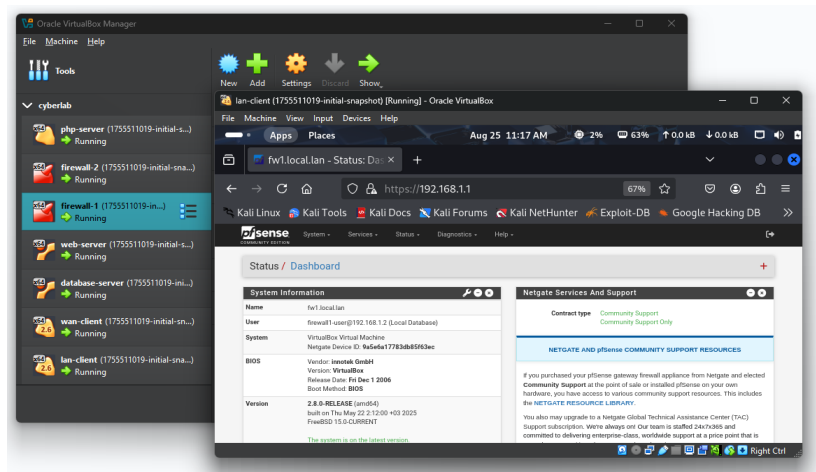 Oracle VirtualBox Manager
File Machine Help
Tools
New Add Settings Discard Show
cyberlab
php-server (1755511019-initial-s...)
Running
firewall-2 (1755511019-initial-sna...)
Running
firewall-1 (1755511019-in...)
Running
web-server (1755511019-initial-s...)
Running
database-server (1755511019-ini...)
Running
wan-client (1755511019-initial-sn...)
Running
lan-client (1755511019-initial-sna...)
Running
lan-client (1755511019-initial-snapshot) [Running] - Oracle VirtualBox
File Machine View Input Devices Help
Apps Places Aug 25 11:17 AM 2% 63% 0.0 kB 0.0 kB
fw1.local.lan - Status: Das
https://192.168.1.1 67%
Kali Linux Kali Tools Kali Docs Kali Forums Kali NetHunter Exploit-DB Google Hacking DB
pfsense System Services Status Diagnostics Help
COMMUNITY EDITION
Status / Dashboard
System Information
Name fw1.local.lan
User firewall1-user@192.168.1.2 (Local Database)
System VirtualBox Virtual Machine
Netgate Device ID: 9a5e6a17783db85f63ec
BIOS Vendor: innotek GmbH
Version: VirtualBox
Release Date: Fri Dec 1 2006
Boot Method: BIOS
Version 2.8.0-RELEASE (amd64)
built on Thu May 22 2:12:00 +03 2025
FreeBSD 15.0-CURRENT
The system is on the latest version.
Netgate Services And Support
Contract type Community Support
Community Support Only
NETGATE AND pfSense COMMUNITY SUPPORT RESOURCES
If you purchased your pfSense gateway firewall appliance from Netgate and elected
Community Support at the point of sale or installed pfSense on your own
hardware, you have access to various community support resources. This includes
the NETGATE RESOURCE LIBRARY.
You also may upgrade to a Netgate Global Technical Assistance Center (TAC)
Support subscription. We're always on! Our team is staffed 24x7x365 and
committed to delivering enterprise-class, worldwide support at a price point that is
Right Ctrl